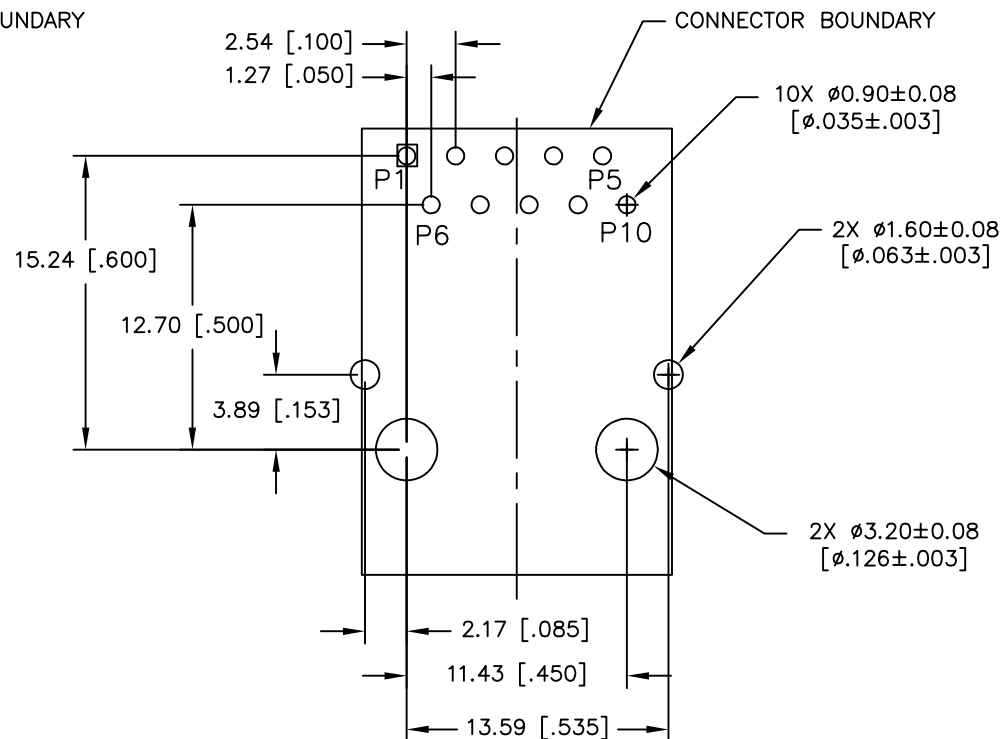 OUNDARY
CONNECTOR BOUNDARY
2.54 [.100]
1.27 [.050]
10X ø0.90±0.08
[ø.035±.003]
P1
P5
P6
P10
2X ø1.60±0.08
[ø.063±.003]
15.24 [.600]
12.70 [.500]
3.89 [.153]
2X ø3.20±0.08
[ø.126±.003]
2.17 [.085]
11.43 [.450]
13.59 [.535]